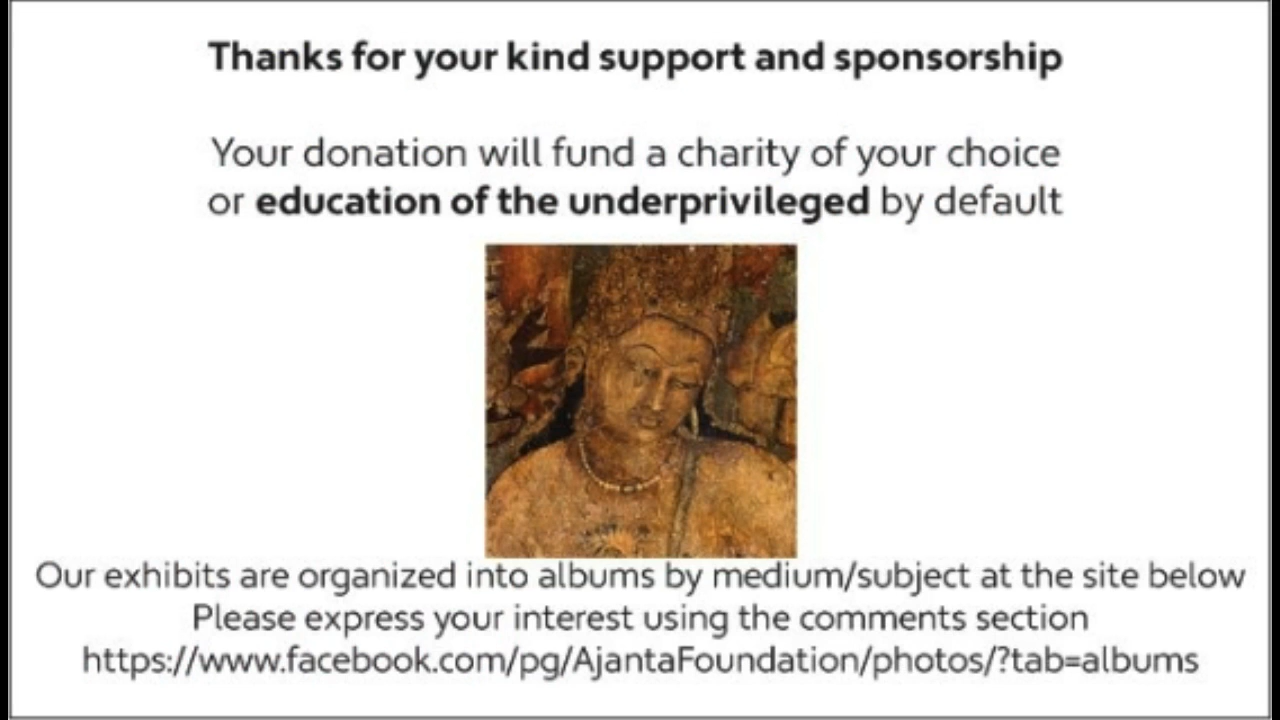 Thanks for your kind support and sponsorship
Your donation will fund a charity of your choice
or education of the underprivileged by default
Our exhibits are organized into albums by medium/subject at the site below
Please express your interest using the comments section
https://www.facebook.com/pg/AjantaFoundation/photos/?tab=albums